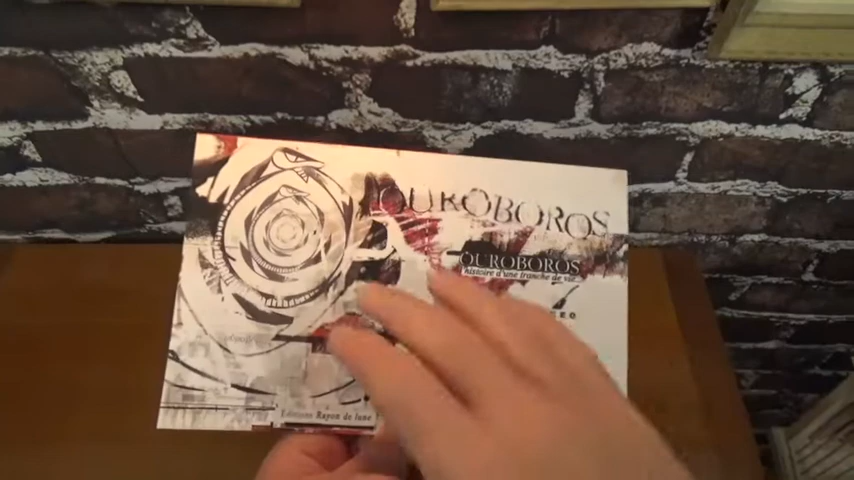 OUROBOROS
OUROBOROS
histoire d'une tranche de vie
Editions Rayon de lune